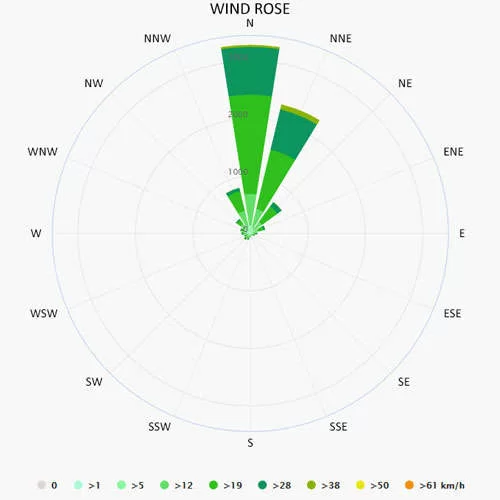 WIND ROSE
N
NNW
NNE
NW
NE
3000
2000
WNW
ENE
1000
W
0
E
WSW
ESE
SW
SE
SSW
SSE
S
0 >1 >5 >12 >19 >28 >38 >50 >61 km/h